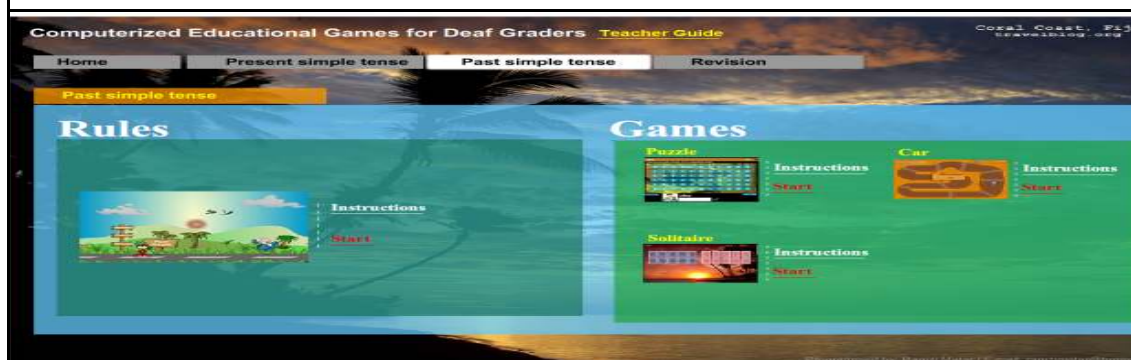 Computerized Educational Games for Deaf Graders Teacher Guide
Coral Coast, Fij
travelblog.org
Home Present simple tense Past simple tense Revision
Past simple tense
Rules
Games
Puzzle
Car
Instructions
Start
Instructions
Start
Instructions
Start
Solitaire
Instructions
Start